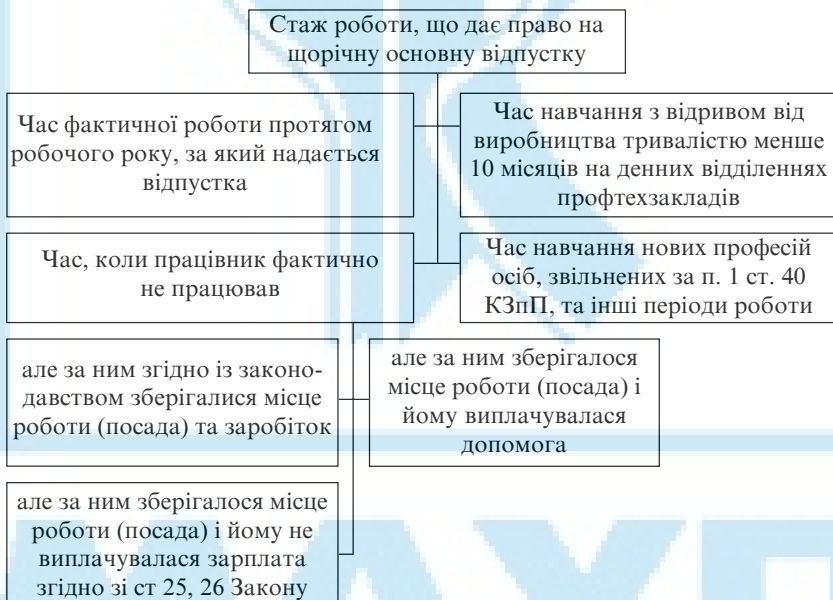 Стаж роботи, що дає право на
щорічну основну відпустку
Час фактичної роботи протягом
робочого року, за який надається
відпустка
Час навчання з відривом від
виробництва тривалістю менше
10 місяців на денних відділеннях
профтехзакладів
Час, коли працівник фактично
не працював
Час навчання нових професій
осіб, звільнених за п. 1 ст. 40
КЗпП, та інші періоди роботи
але за ним згідно із законо-
давством зберігалися місце
роботи (посада) та заробіток
але за ним зберігалося
місце роботи (посада) і
йому виплачувалася
допомога
але за ним зберігалося місце
роботи (посада) і йому не
виплачувалася зарплата
згідно зі ст 25, 26 Закону